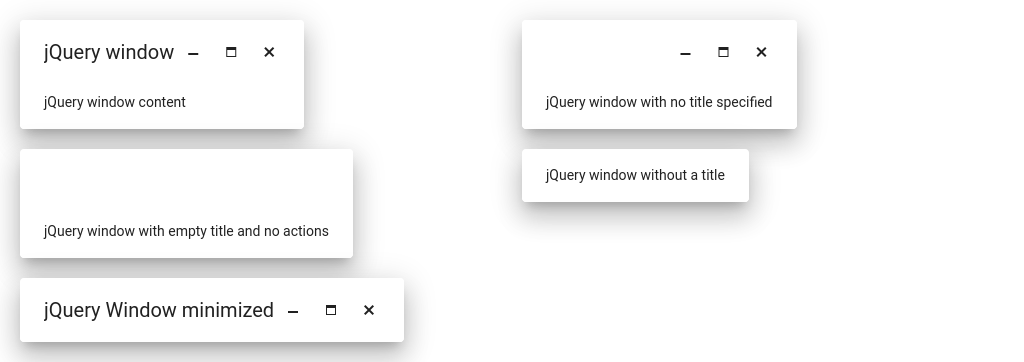 jQuery window
jQuery window content
jQuery window with no title specified
jQuery window with empty title and no actions
jQuery window without a title
jQuery Window minimized